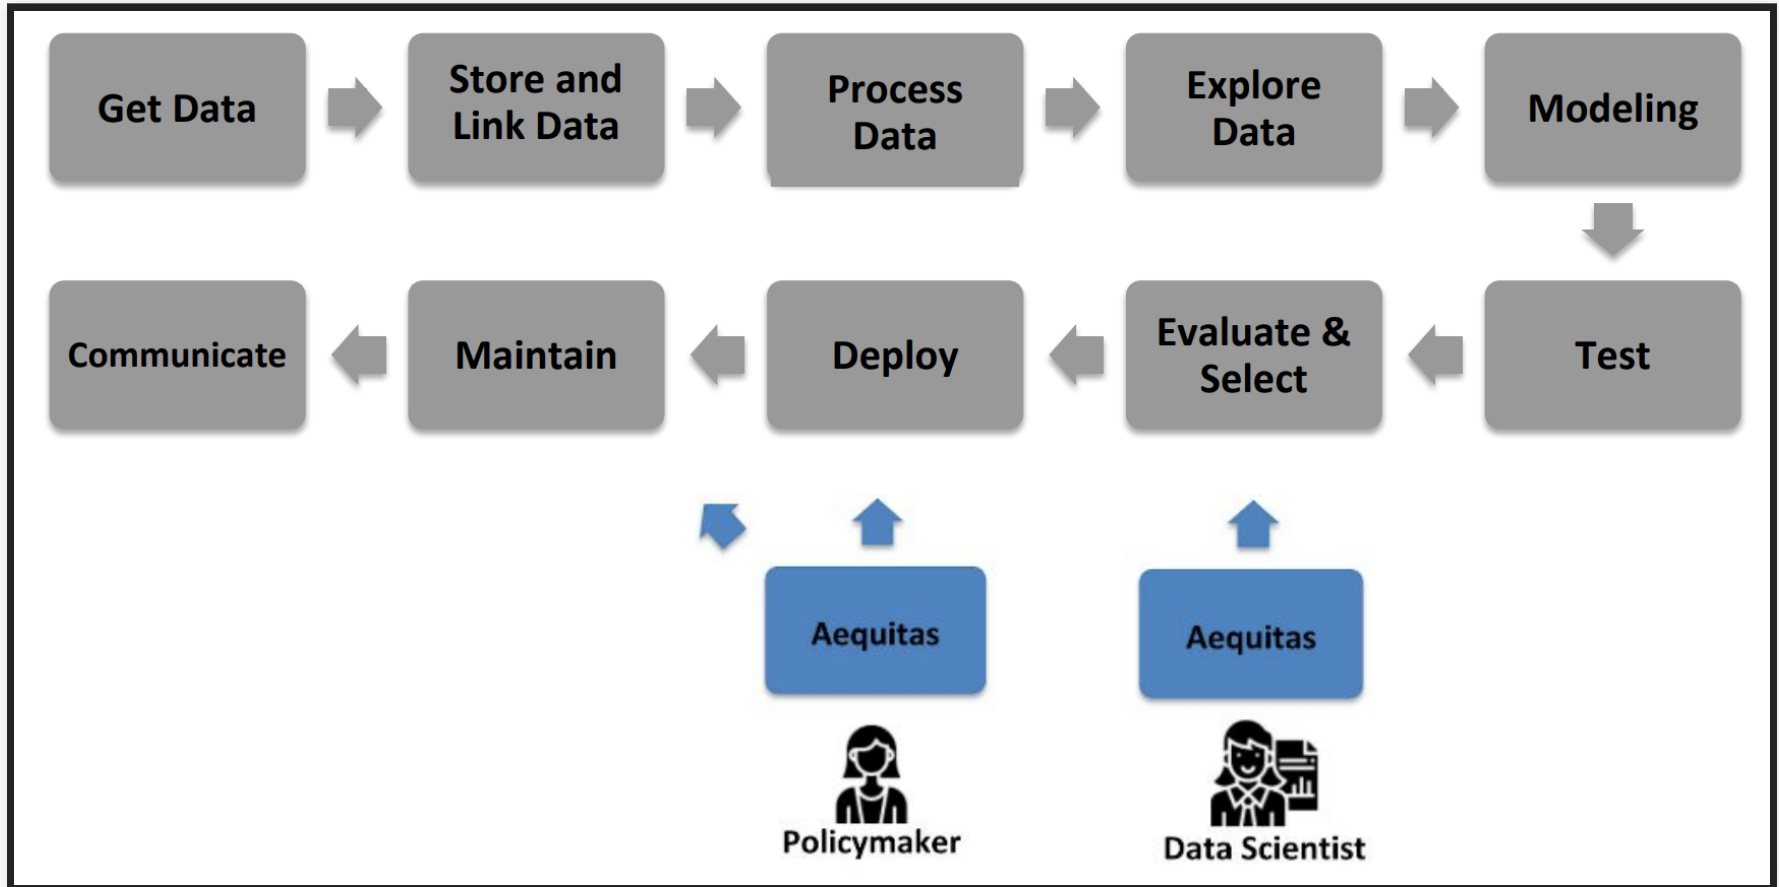 Get Data
Store and
Link Data
Process
Data
Explore
Data
Modeling
Communicate
Maintain
Deploy
Evaluate &
Select
Test
Aequitas
Aequitas
Policymaker
Data Scientist